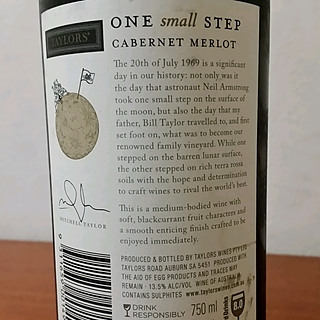 ONE small STEP
TAYLORS
CABERNET MERLOT
The 20th of July 1969 is a significant
day in our history: not only was it
the day that astronaut Neil Armstrong
took one small step on the surface of
the moon, but also the day that my
father, Bill Taylor travelled to, and first
set foot on, what was to become our
renowned family vineyard. While one
stepped on the barren lunar surface,
the other stepped on rich terra rossa
soils with the hope and determination
to craft wines to rival the world's best.
MITCHELL TAYLOR
This is a medium-bodied wine with
soft, blackcurrant fruit characters and
a smooth enticing finish crafted to be
enjoyed immediately.
PRODUCED & BOTTLED BY TAYLORS WINES PTY LTD
TAYLORS ROAD AUBURN SA 5451 PRODUCED WITH
THE AID OF EGG PRODUCTS AND TRACES MAY
REMAIN · 13.5% ALC/VOL WINE OF AUSTRALIA
CONTAINS SULPHITES www.taylorswines.com.au
DRINK
RESPONSIBLY
750 ml